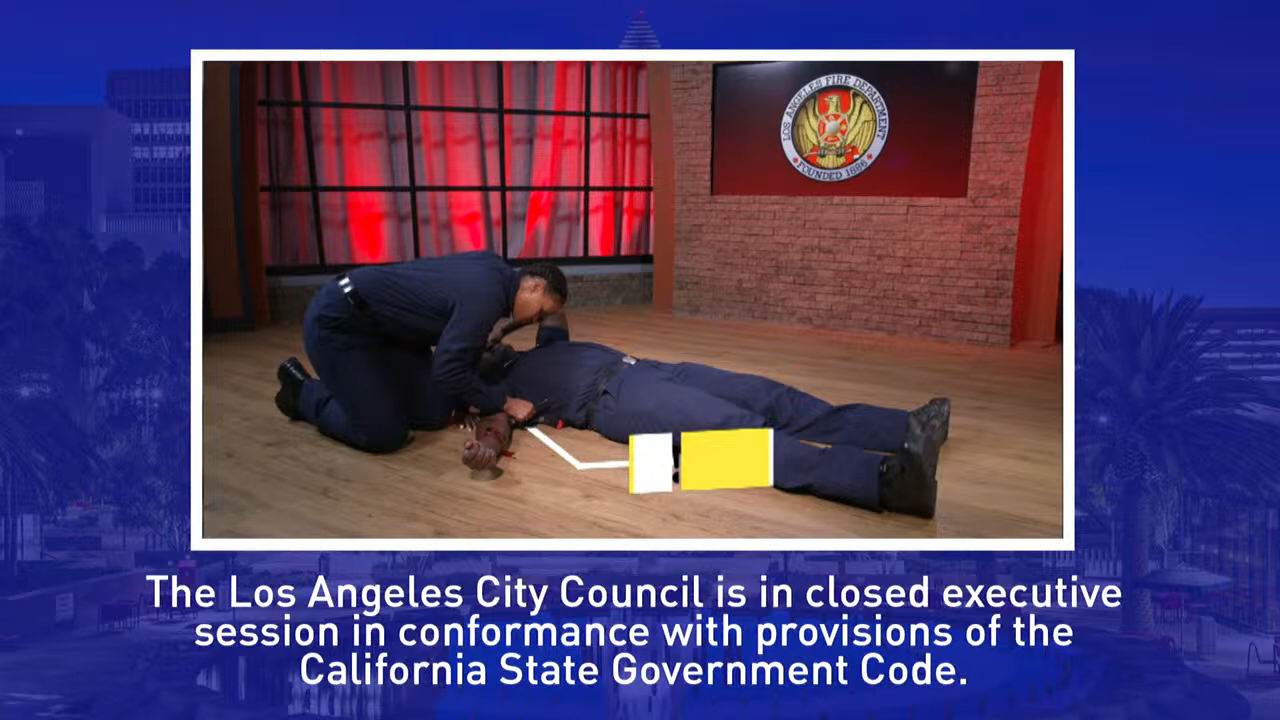 LOS ANGELES FIRE DEPARTMENT
FOUNDED 1886
The Los Angeles City Council is in closed executive
session in conformance with provisions of the
California State Government Code.